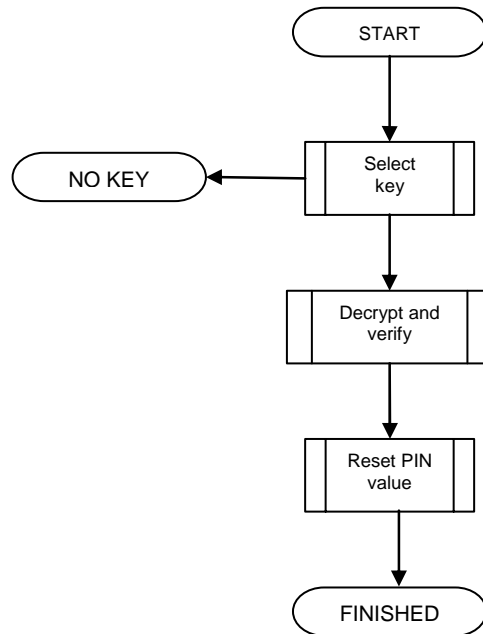 START
NO KEY
Select
key
Decrypt and
verify
Reset PIN
value
FINISHED